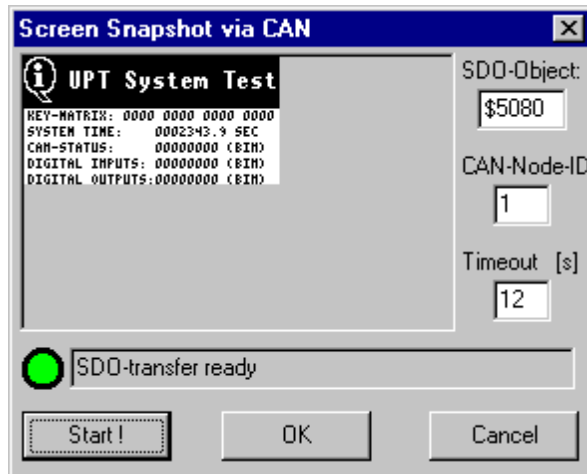 Screen Snapshot via CAN
UPT System Test
KEY-MATRIX: 0000 0000 0000 0000
SYSTEM TIME: 0002343.9 SEC
CAN-STATUS: 00000000 (BIN)
DIGITAL INPUTS: 00000000 (BIN)
DIGITAL OUTPUTS:00000000 (BIN)
SDO-Object:
$5080
CAN-Node-ID
1
Timeout [s]
12
SDO-transfer ready
Start !
OK
Cancel